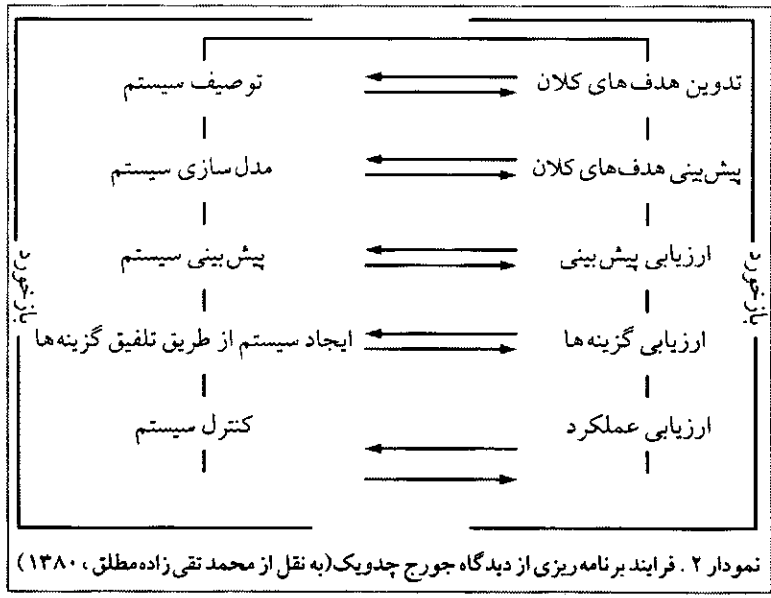 تدوین هدف‌های کلان
توصیف سیستم
پیش‌بینی هدف‌های کلان
مدل‌سازی سیستم
ارزیابی پیش‌بینی
پیش‌بینی سیستم
ارزیابی گزینه‌ها
ایجاد سیستم از طریق تلفیق گزینه‌ها
ارزیابی عملکرد
کنترل سیستم
بازخورد
بازخورد
نمودار ۲ . فرایند برنامه‌ریزی از دیدگاه جورج چدویک(به نقل از محمد تقی‌زاده‌مطلق ، ۱۳۸۰)